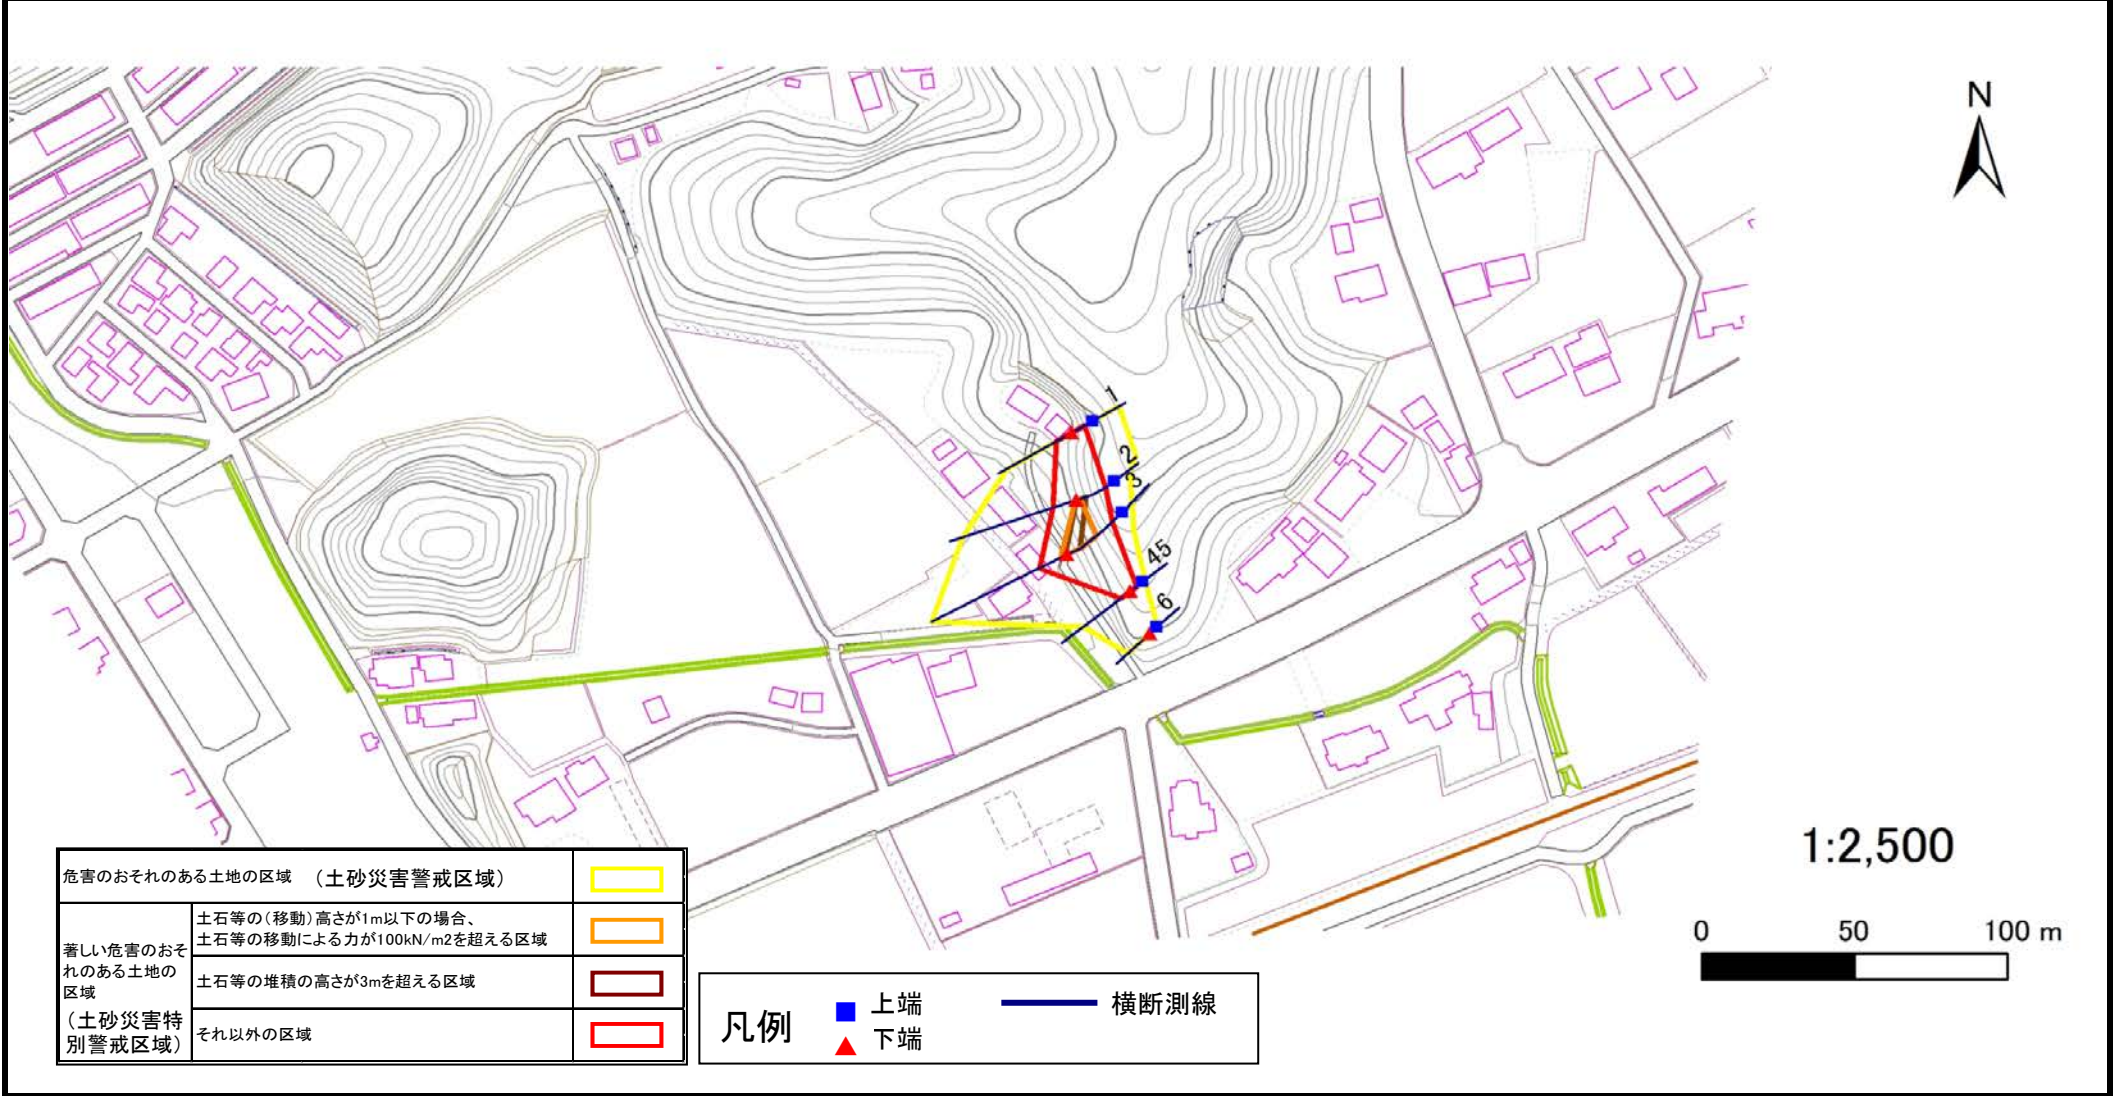 N
1
2
3
45
6
1:2,500
0 50 100 m
危害のおそれのある土地の区域 （土砂災害警戒区域）
著しい危害のおそ
れのある土地の
区域
（土砂災害特
別警戒区域）
土石等の（移動）高さが1m以下の場合、
土石等の移動による力が100kN/m2を超える区域
土石等の堆積の高さが3mを超える区域
それ以外の区域
凡例
上端
下端
横断測線